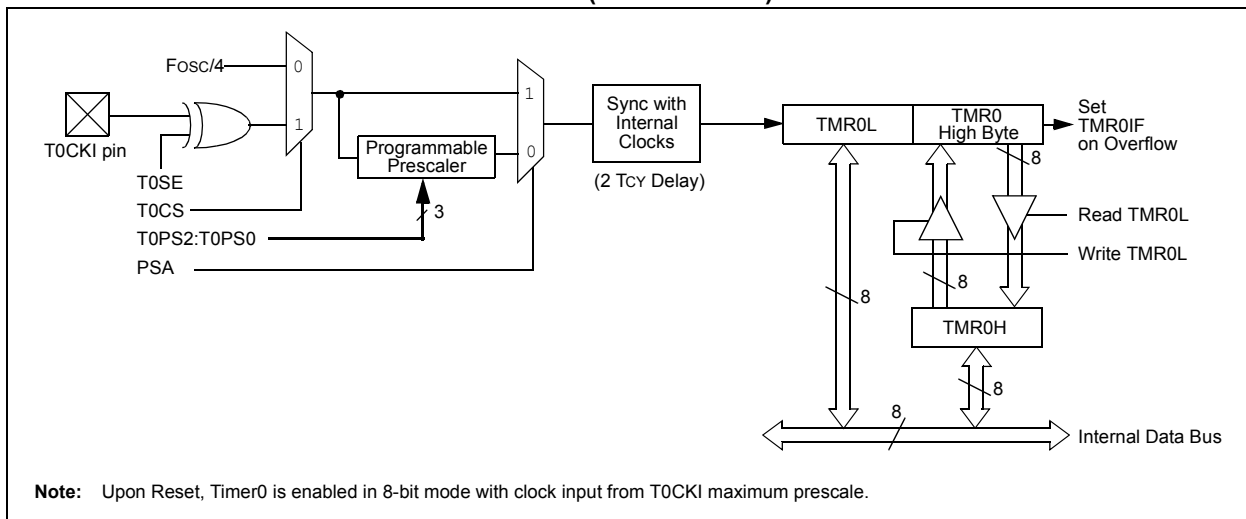 FOSC/4
0
1
T0CKI pin
T0SE
T0CS
T0PS2:T0PS0
PSA
Programmable
Prescaler
3
1
0
Sync with
Internal
Clocks
(2 TCY Delay)
TMR0L
TMR0
High Byte
Set
TMR0IF
on Overflow
8
Read TMR0L
Write TMR0L
8
8
TMR0H
8
8
Internal Data Bus
Note: Upon Reset, Timer0 is enabled in 8-bit mode with clock input from T0CKI maximum prescale.